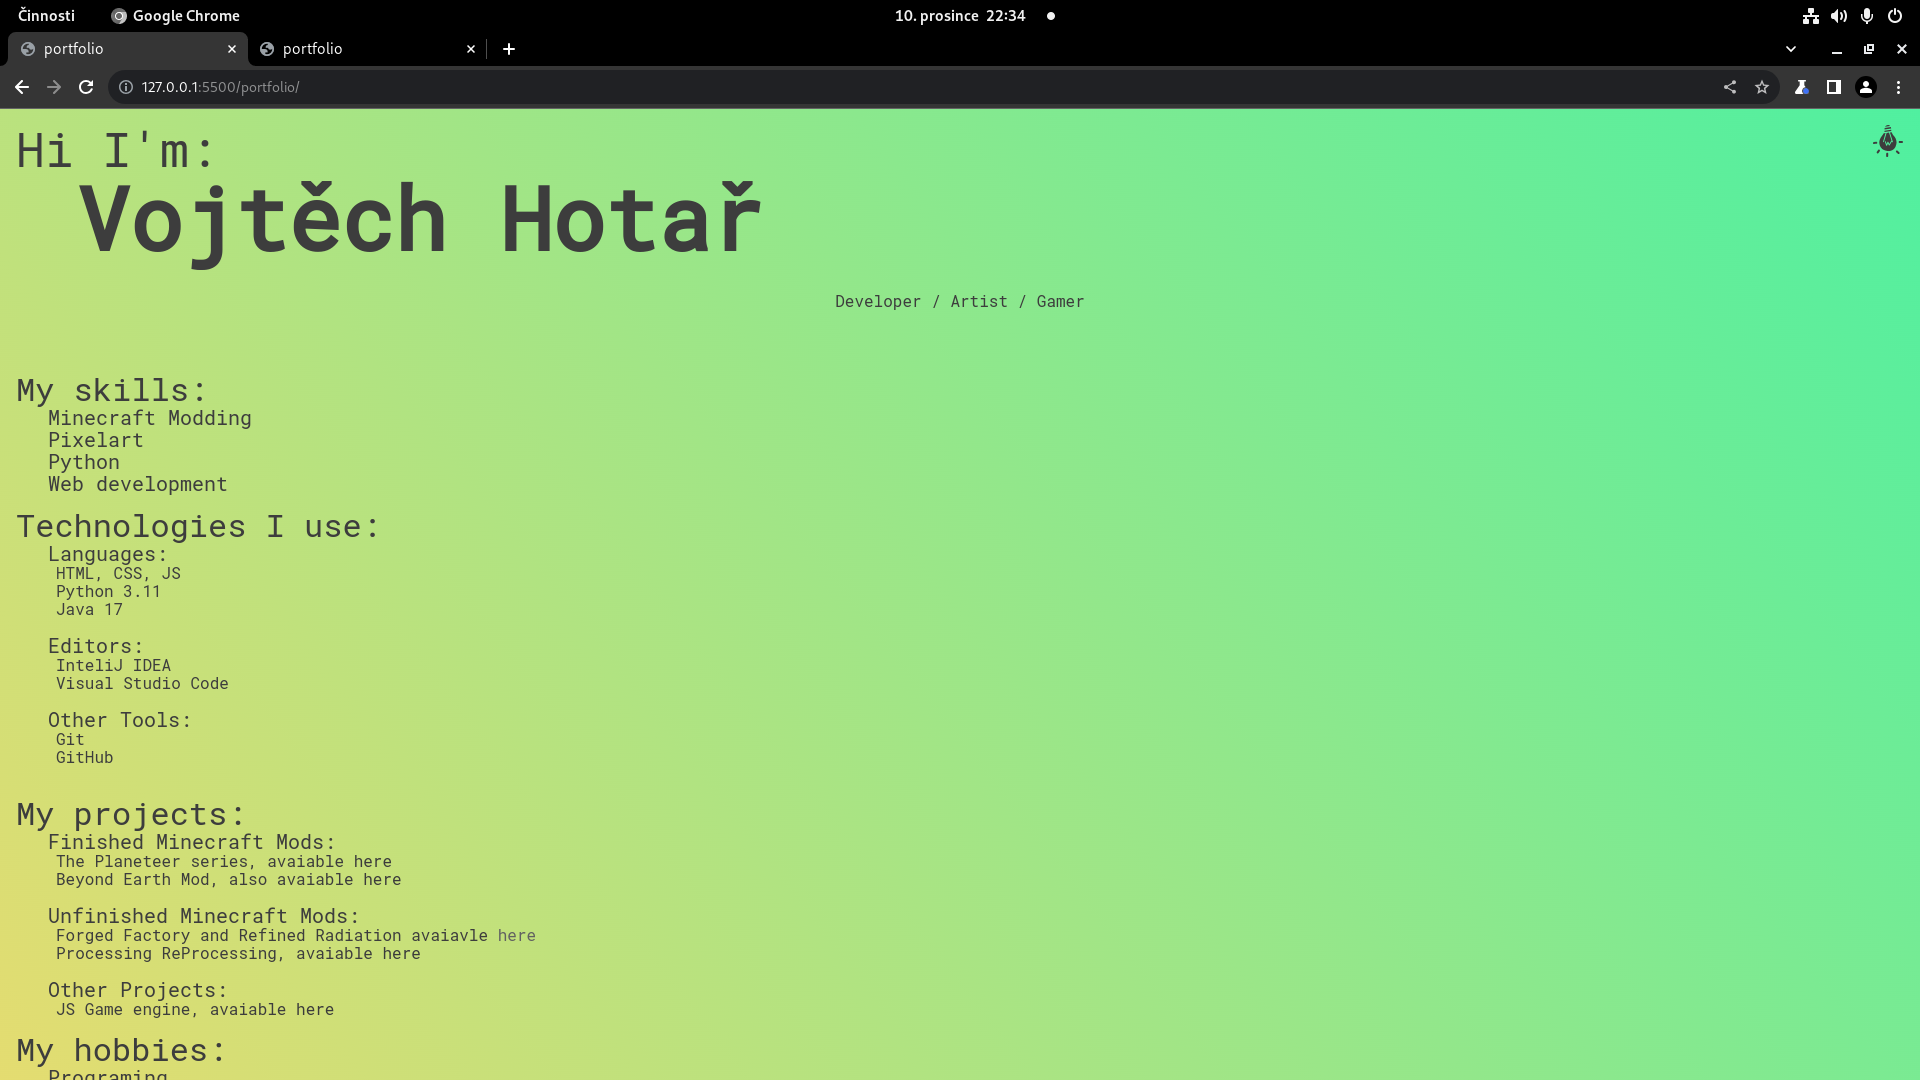 Činnosti
Google Chrome
10. prosince 22:34
portfolio
portfolio
127.0.0.1:5500/portfolio/
Hi I'm:
Vojtěch Hotař
Developer / Artist / Gamer
My skills:
Minecraft Modding
Pixelart
Python
Web development
Technologies I use:
Languages:
HTML, CSS, JS
Python 3.11
Java 17
Editors:
InteliJ IDEA
Visual Studio Code
Other Tools:
Git
GitHub
My projects:
Finished Minecraft Mods:
The Planeteer series, avaiable here
Beyond Earth Mod, also avaiable here
Unfinished Minecraft Mods:
Forged Factory and Refined Radiation avaiavle here
Processing ReProcessing, avaiable here
Other Projects:
JS Game engine, avaiable here
My hobbies:
Programing